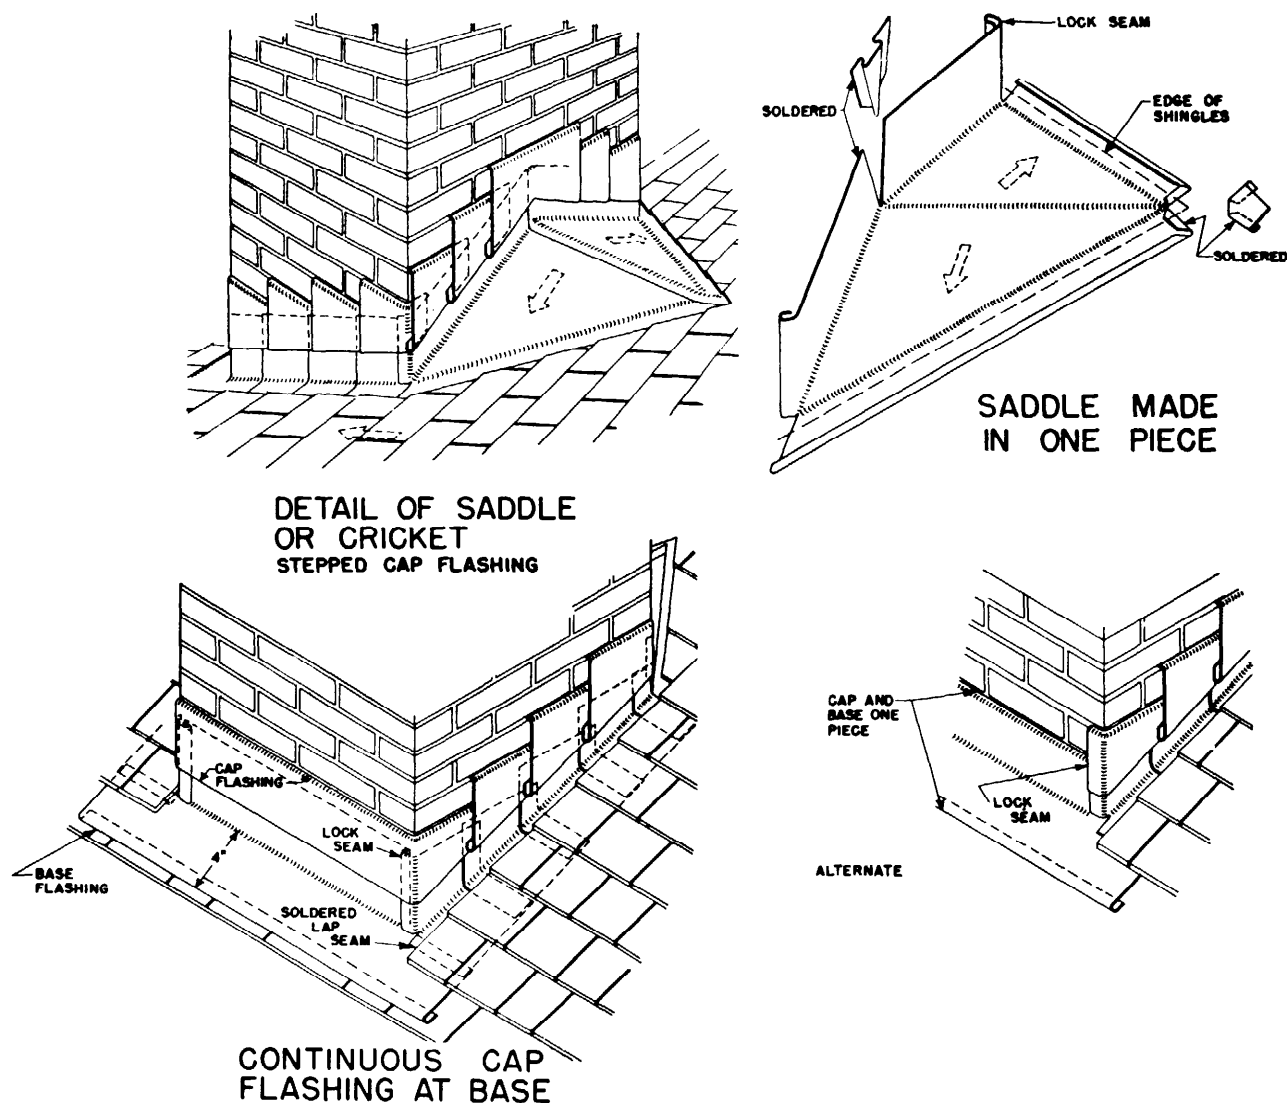 LOCK SEAM
SOLDERED
EDGE OF
SHINGLES
SOLDERED
SADDLE MADE
IN ONE PIECE
DETAIL OF SADDLE
OR CRICKET
STEPPED CAP FLASHING
CAP
FLASHING
LOCK
SEAM
4"
BASE
FLASHING
SOLDERED
LAP
SEAM
CONTINUOUS CAP
FLASHING AT BASE
CAP AND
BASE ONE
PIECE
LOCK
SEAM
ALTERNATE